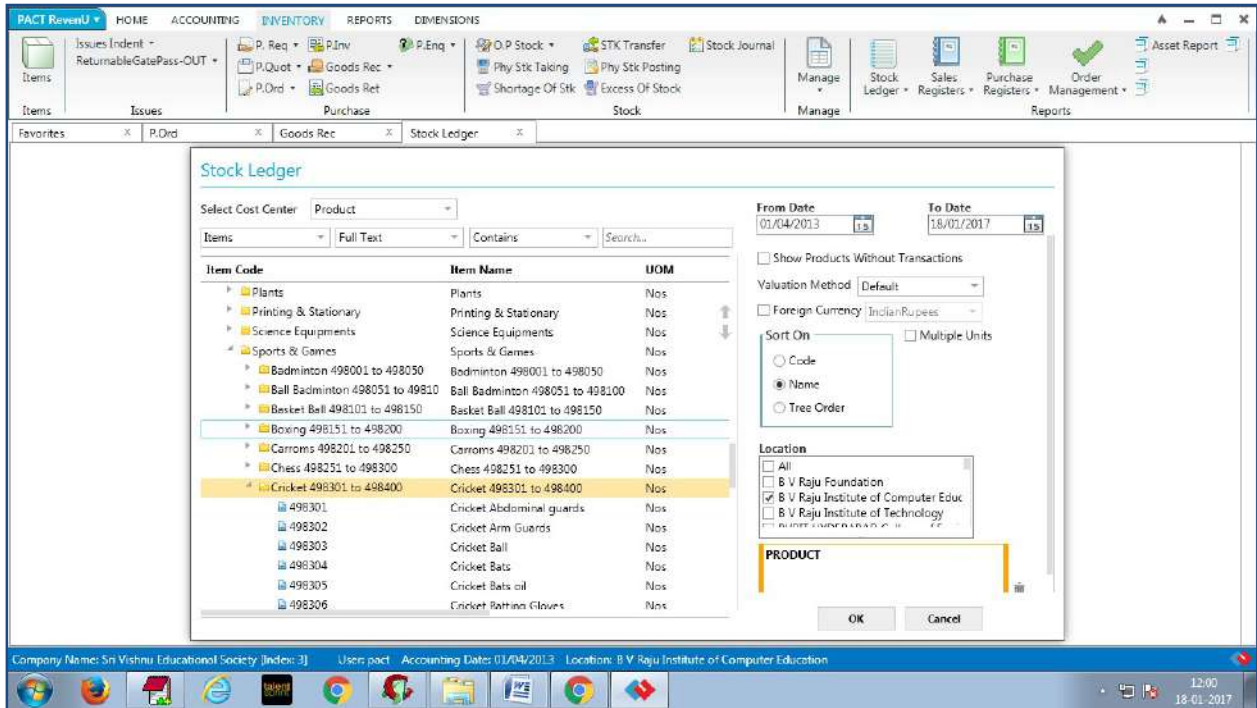 PACT RevenU HOME ACCOUNTING INVENTORY REPORTS DIMENSIONS
Items
Issues Indent
ReturnableGatePass-OUT
P. Req P.Inv P.Enq
P.Quot Goods Rec
P.Ord Goods Ret
O.P Stock STK Transfer Stock Journal
Phy Stk Taking Phy Stk Posting
Shortage Of Stk Excess Of Stock
Manage
Stock Ledger
Sales Registers
Purchase Registers
Order Management
Asset Report
Items Issues Purchase Stock Manage Reports
Favorites X P.Ord X Goods Rec X Stock Ledger X
Stock Ledger
Select Cost Center Product
Items Full Text Contains Search...
Item Code Item Name UOM
Plants Plants Nos
Printing & Stationary Printing & Stationary Nos
Science Equipments Science Equipments Nos
Sports & Games Sports & Games Nos
Badminton 498001 to 498050 Badminton 498001 to 498050 Nos
Ball Badminton 498051 to 49810 Ball Badminton 498051 to 498100 Nos
Basket Ball 498101 to 498150 Basket Ball 498101 to 498150 Nos
Boxing 498151 to 498200 Boxing 498151 to 498200 Nos
Carroms 498201 to 498250 Carroms 498201 to 498250 Nos
Chess 498251 to 498300 Chess 498251 to 498300 Nos
Cricket 498301 to 498400 Cricket 498301 to 498400 Nos
498301 Cricket Abdominal guards Nos
498302 Cricket Arm Guards Nos
498303 Cricket Ball Nos
498304 Cricket Bats Nos
498305 Cricket Bats oil Nos
498306 Cricket Batting Gloves Nos
From Date To Date
01/04/2013 15 18/01/2017 15
Show Products Without Transactions
Valuation Method Default
Foreign Currency IndianRupees
Sort On Multiple Units
Code
Name
Tree Order
Location
All
B V Raju Foundation
B V Raju Institute of Computer Educ
B V Raju Institute of Technology
PRODUCT
OK Cancel
Company Name: Sri Vishnu Educational Society [Index: 3] User: pact Accounting Date: 01/04/2013 Location: B V Raju Institute of Computer Education
12:00
18-01-2017